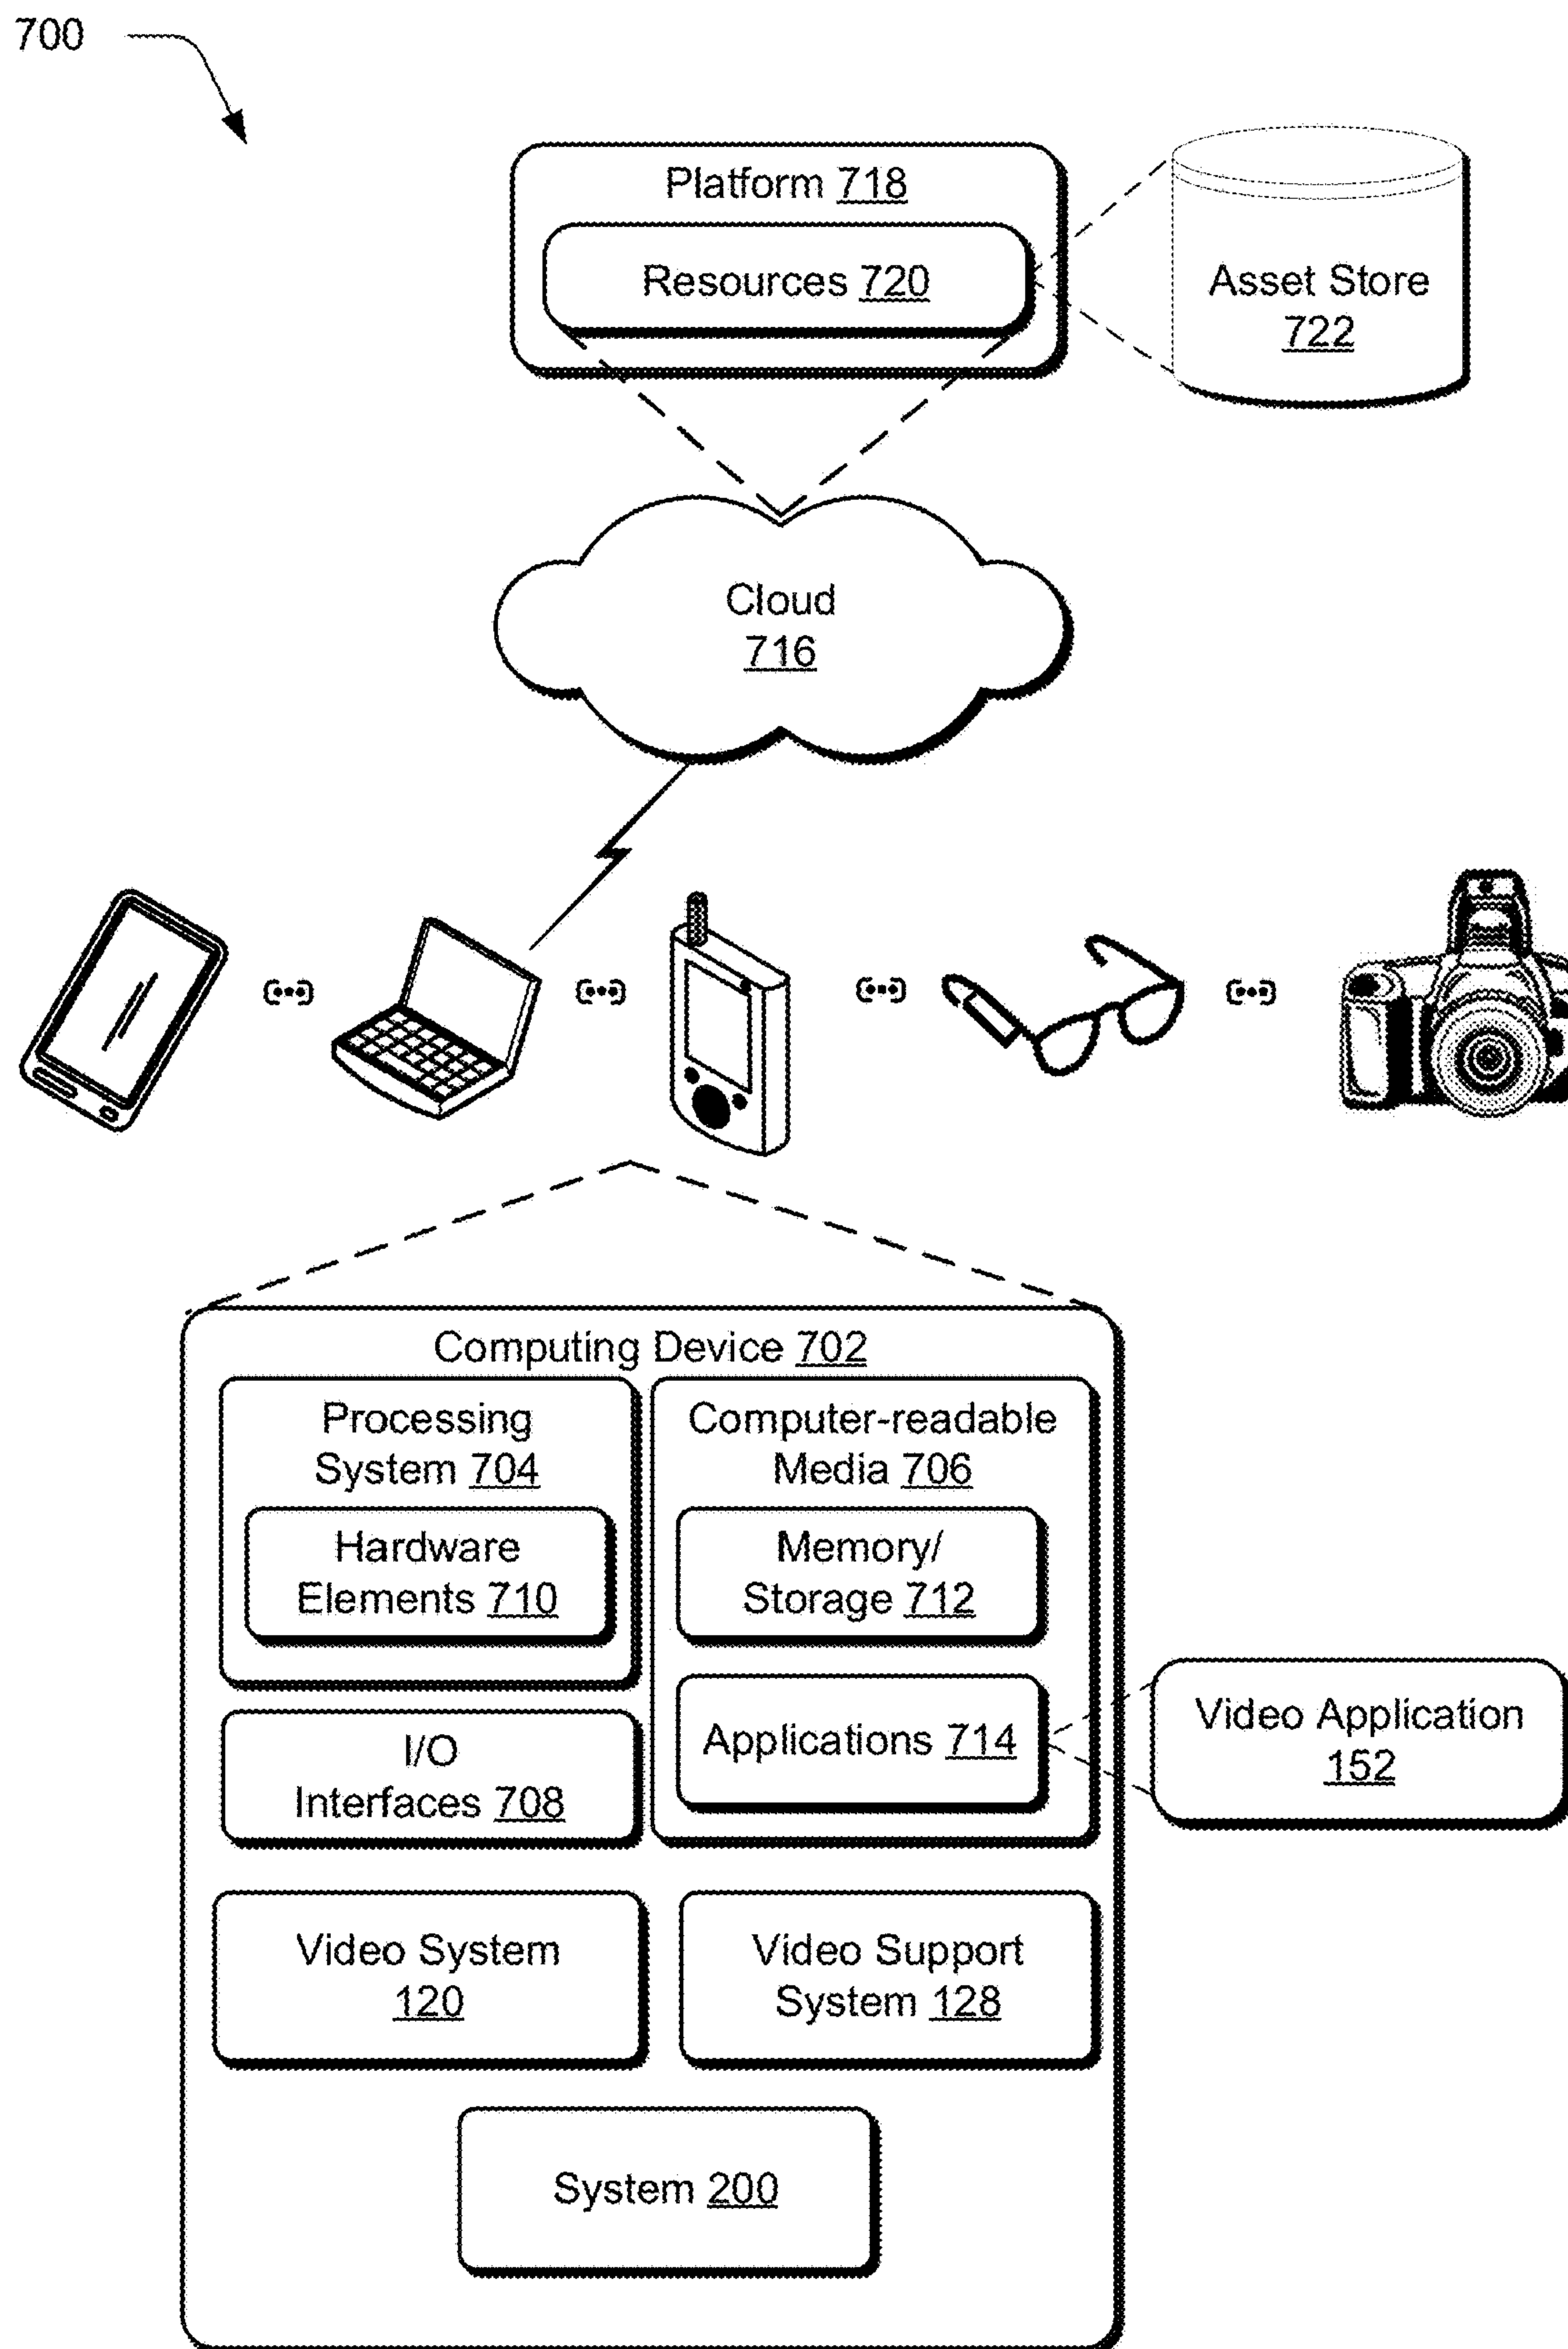 700
Platform 718
Resources 720
Asset Store
722
Cloud
716
Computing Device 702
Processing
System 704
Hardware
Elements 710
I/O
Interfaces 708
Computer-readable
Media 706
Memory/
Storage 712
Applications 714
Video Application
152
Video System
120
Video Support
System 128
System 200